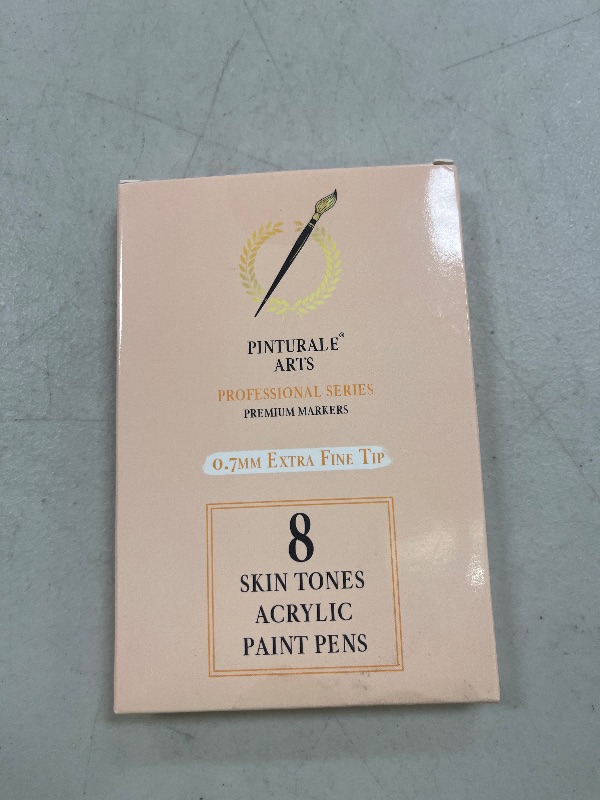 PINTURALE®
ARTS
PROFESSIONAL SERIES
PREMIUM MARKERS
0.7MM EXTRA FINE TIP
8
SKIN TONES
ACRYLIC
PAINT PENS